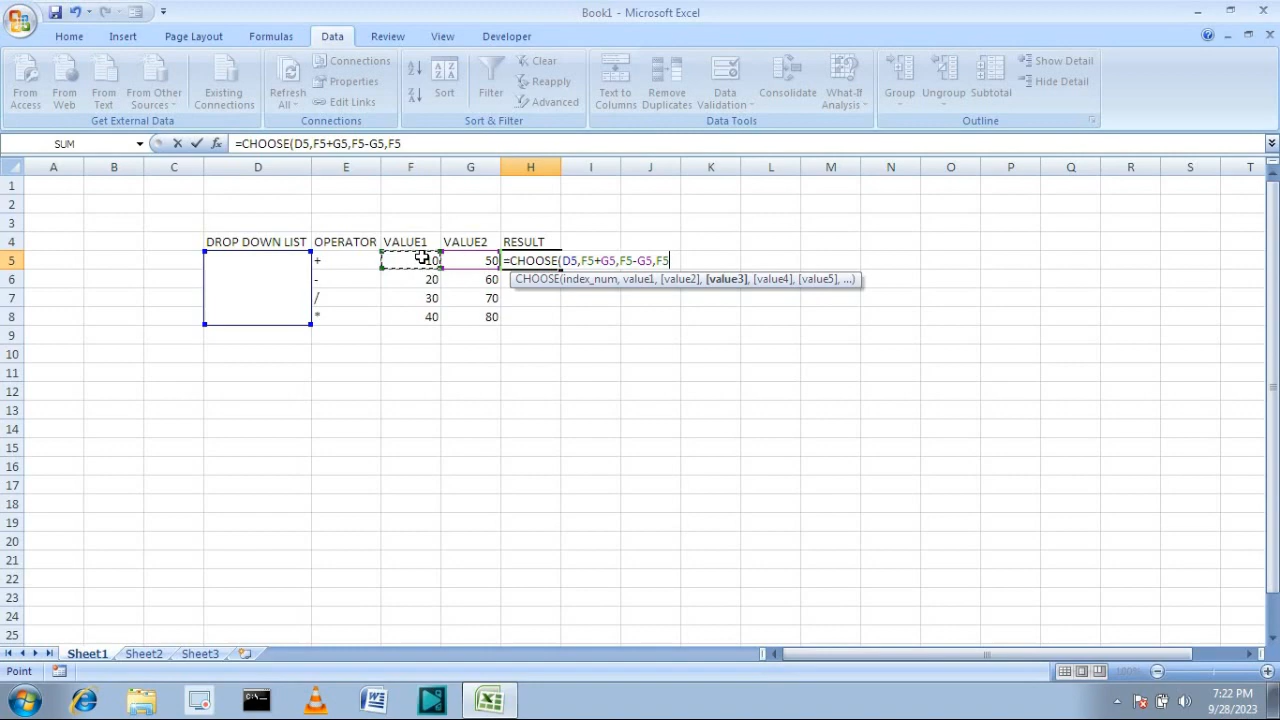 Book1 - Microsoft Excel
Home Insert Page Layout Formulas Data Review View Developer
From Access From Web From Text From Other Sources Existing Connections Refresh All Connections Properties Edit Links Sort Filter Clear Reapply Advanced Text to Columns Remove Duplicates Data Validation Consolidate What-If Analysis Group Ungroup Subtotal Show Detail Hide Detail
Get External Data Connections Sort & Filter Data Tools Outline
SUM =CHOOSE(D5,F5+G5,F5-G5,F5
A B C D E F G H I J K L M N O P Q R S T
1
2
3
4 DROP DOWN LIST OPERATOR VALUE1 VALUE2 RESULT
5 + 10 50 =CHOOSE(D5,F5+G5,F5-G5,F5
6 - 20 60 CHOOSE(index_num, value1, [value2], [value3], [value4], [value5], ...)
7 / 30 70
8 * 40 80
9
10
11
12
13
14
15
16
17
18
19
20
21
22
23
24
25
Sheet1 Sheet2 Sheet3
Point 100%
7:22 PM
9/28/2023